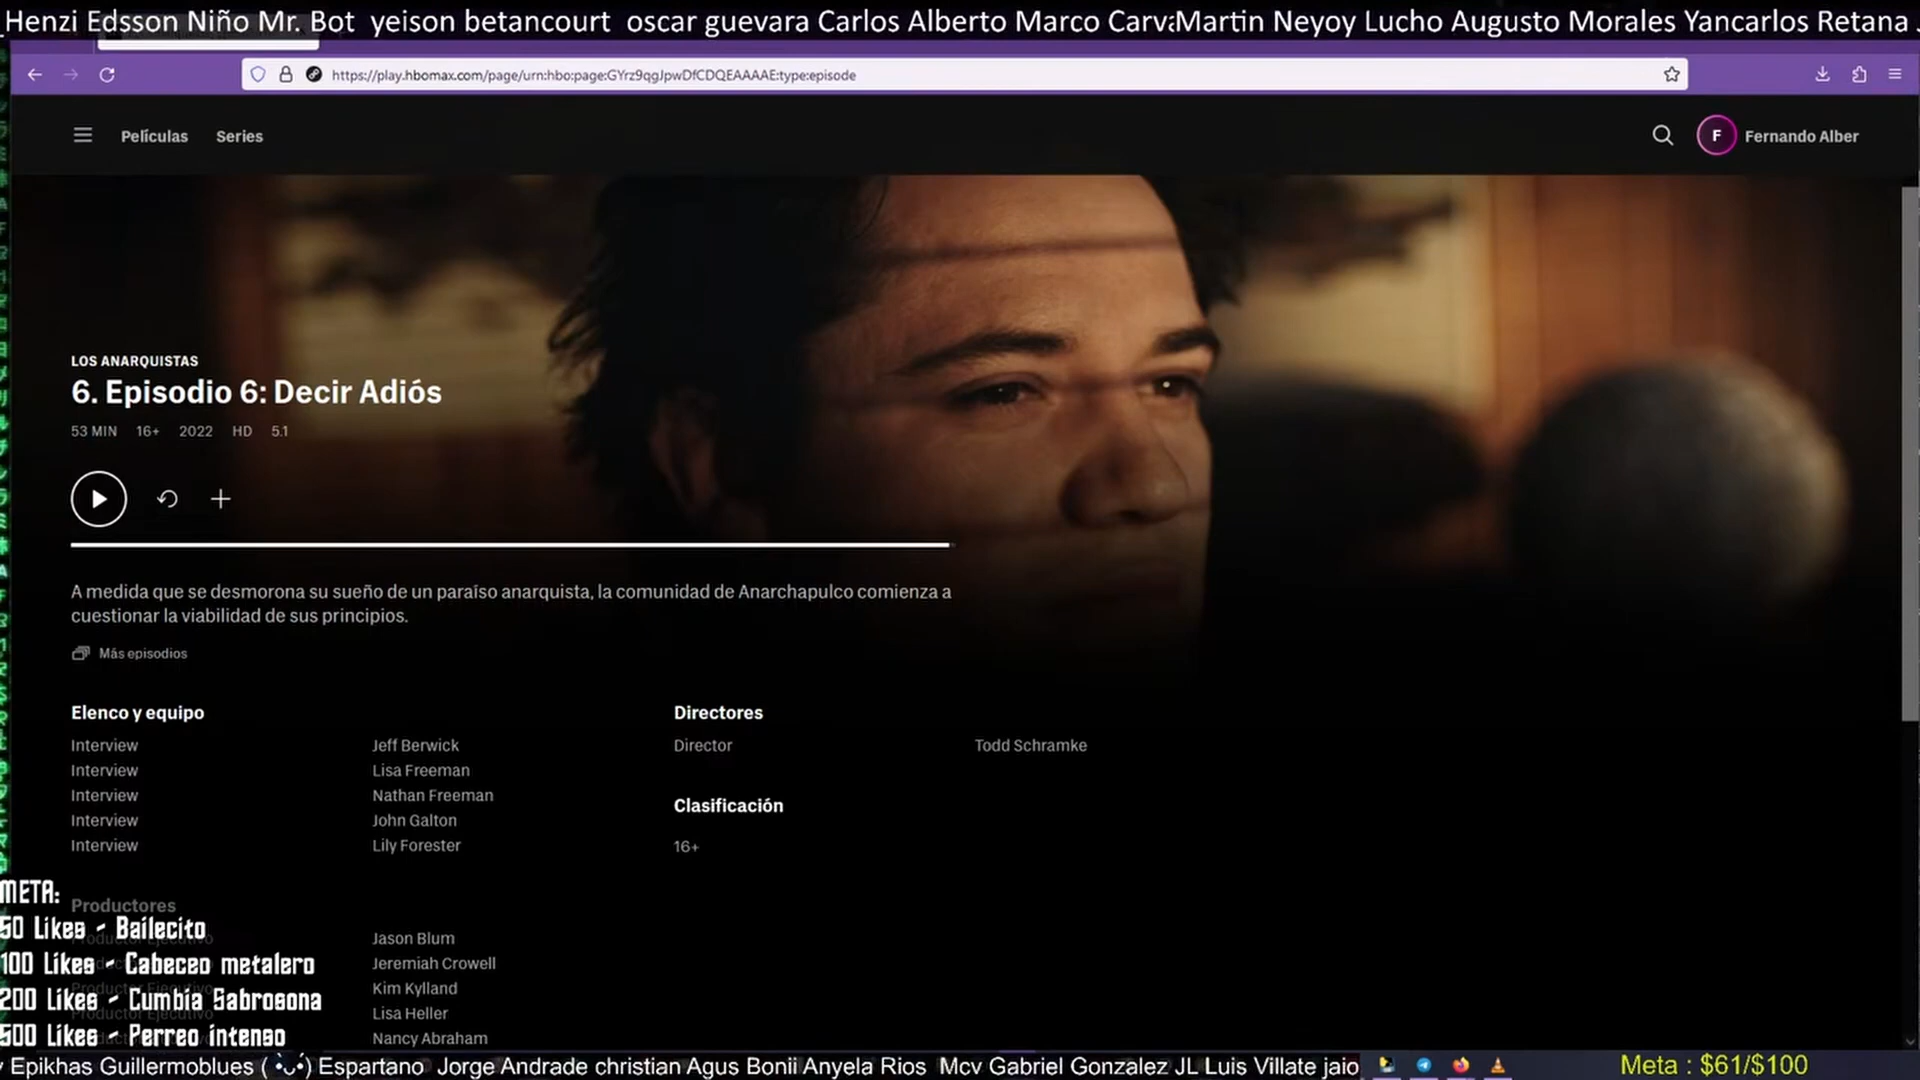 Henzi Edsson Niño Mr. Bot yeison betancourt oscar guevara Carlos Alberto Marco Carva Martin Neyoy Lucho Augusto Morales Yancarlos Retana
https://play.hbomax.com/page/urn:hbo:page:GYrz9qgJpwDfCDQEAAAAE:type:episode
Películas Series
F Fernando Alber
LOS ANARQUISTAS
6. Episodio 6: Decir Adiós
53 MIN 16+ 2022 HD 5.1
A medida que se desmorona su sueño de un paraíso anarquista, la comunidad de Anarchapulco comienza a
cuestionar la viabilidad de sus principios.
Más episodios
Elenco y equipo
Interview Jeff Berwick
Interview Lisa Freeman
Interview Nathan Freeman
Interview John Galton
Interview Lily Forester
Directores
Director Todd Schramke
Clasificación
16+
Productores
Jason Blum
Jeremiah Crowell
Productor Ejecutivo Kim Kylland
Productor Ejecutivo Lisa Heller
Nancy Abraham
META:
50 Likes - Bailecito
100 Likes - Cabeceo metalero
200 Likes - Cumbia Sabrosona
500 Likes - Perreo intenso
Epikhas Guillermoblues ( ͡° ͜ʖ ͡°) Espartano Jorge Andrade christian Agus Bonii Anyela Rios Mcv Gabriel Gonzalez JL Luis Villate jaio
Meta : $61/$100